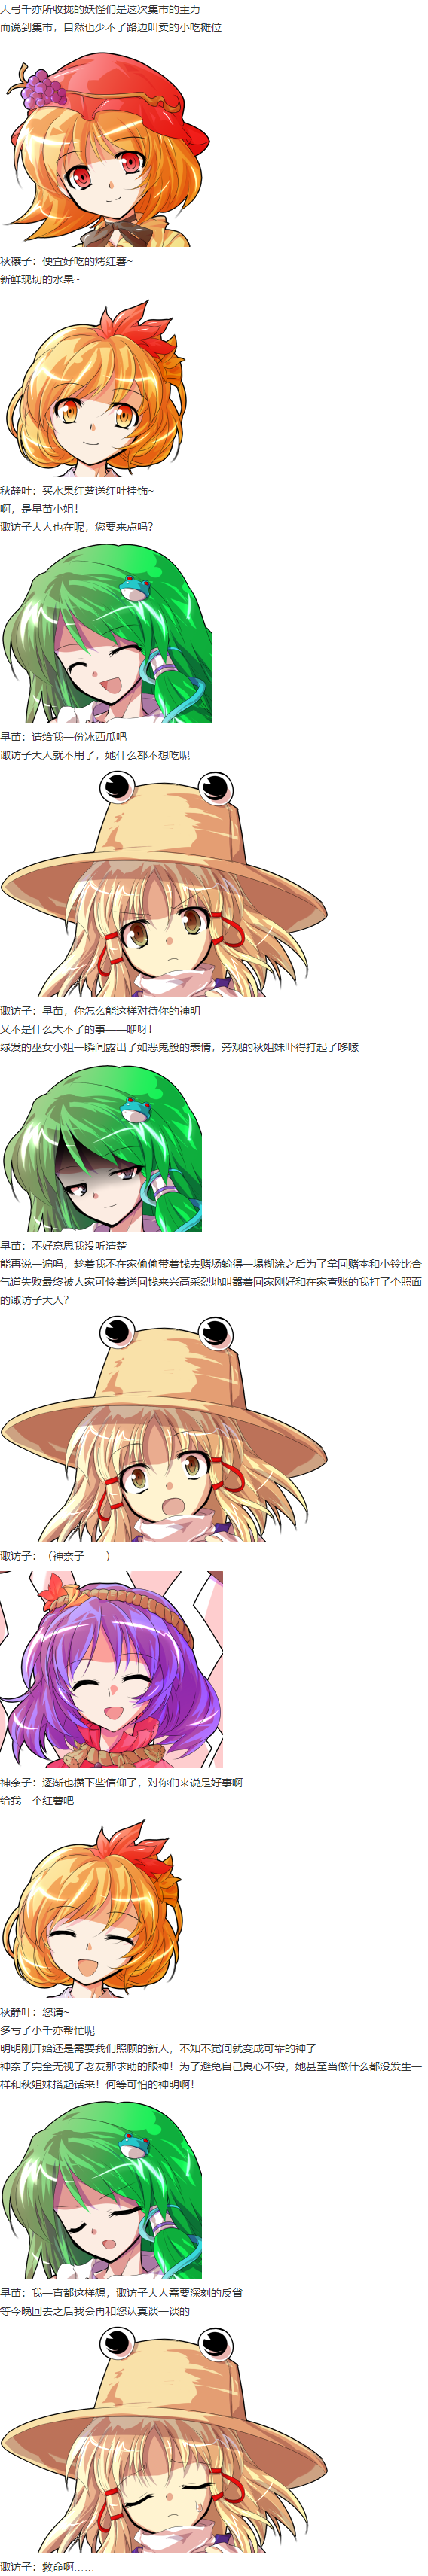 天弓千亦所收拢的妖怪们是这次集市的主力
而说到集市，自然也少不了路边叫卖的小吃摊位
秋穰子：便宜好吃的烤红薯~
新鲜现切的水果~
秋静叶：买水果红薯送红叶挂饰~
啊，是早苗小姐！
诹访子大人也在呢，您要来点吗？
早苗：请给我一份冰西瓜吧
诹访子大人就不用了，她什么都不想吃呢
诹访子：早苗，你怎么能这样对待你的神明
又不是什么大不了的事——咿呀！
绿发的巫女小姐一瞬间露出了如恶鬼般的表情，旁观的秋姐妹吓得打起了哆嗦
早苗：不好意思我没听清楚
能再说一遍吗，趁着我不在家偷偷带着钱去赌场输得一塌糊涂之后为了拿回赌本和小铃比合
气道失败最终被人家可怜着送回钱来兴高采烈地叫嚣着回家刚好和在家查账的我打了个照面
的诹访子大人？
诹访子：（神奈子——）
神奈子：逐渐也攒下些信仰了，对你们来说是好事啊
给我一个红薯吧
秋静叶：您请~
多亏了小千亦帮忙呢
明明刚开始还是需要我们照顾的新人，不知不觉间就变成可靠的神了
神奈子完全无视了老友那求助的眼神！为了避免自己良心不安，她甚至当做什么都没发生一
样和秋姐妹搭起话来！何等可怕的神明啊！
早苗：我一直都这样想，诹访子大人需要深刻的反省
等今晚回去之后我会再和您认真谈一谈的
诹访子：救命啊……